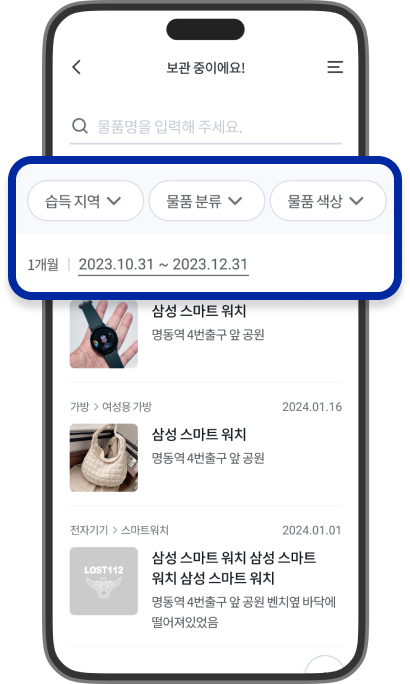 보관 중이에요!
물품명을 입력해 주세요.
습득 지역
물품 분류
물품 색상
1개월 | 2023.10.31 ~ 2023.12.31
삼성 스마트 워치
명동역 4번출구 앞 공원
가방 > 여성용 가방
2024.01.16
삼성 스마트 워치
명동역 4번출구 앞 공원
전자기기 > 스마트워치
2024.01.01
LOST112
삼성 스마트 워치 삼성 스마트
워치 삼성 스마트 워치
명동역 4번출구 앞 공원 벤치옆 바닥에
떨어져있었음